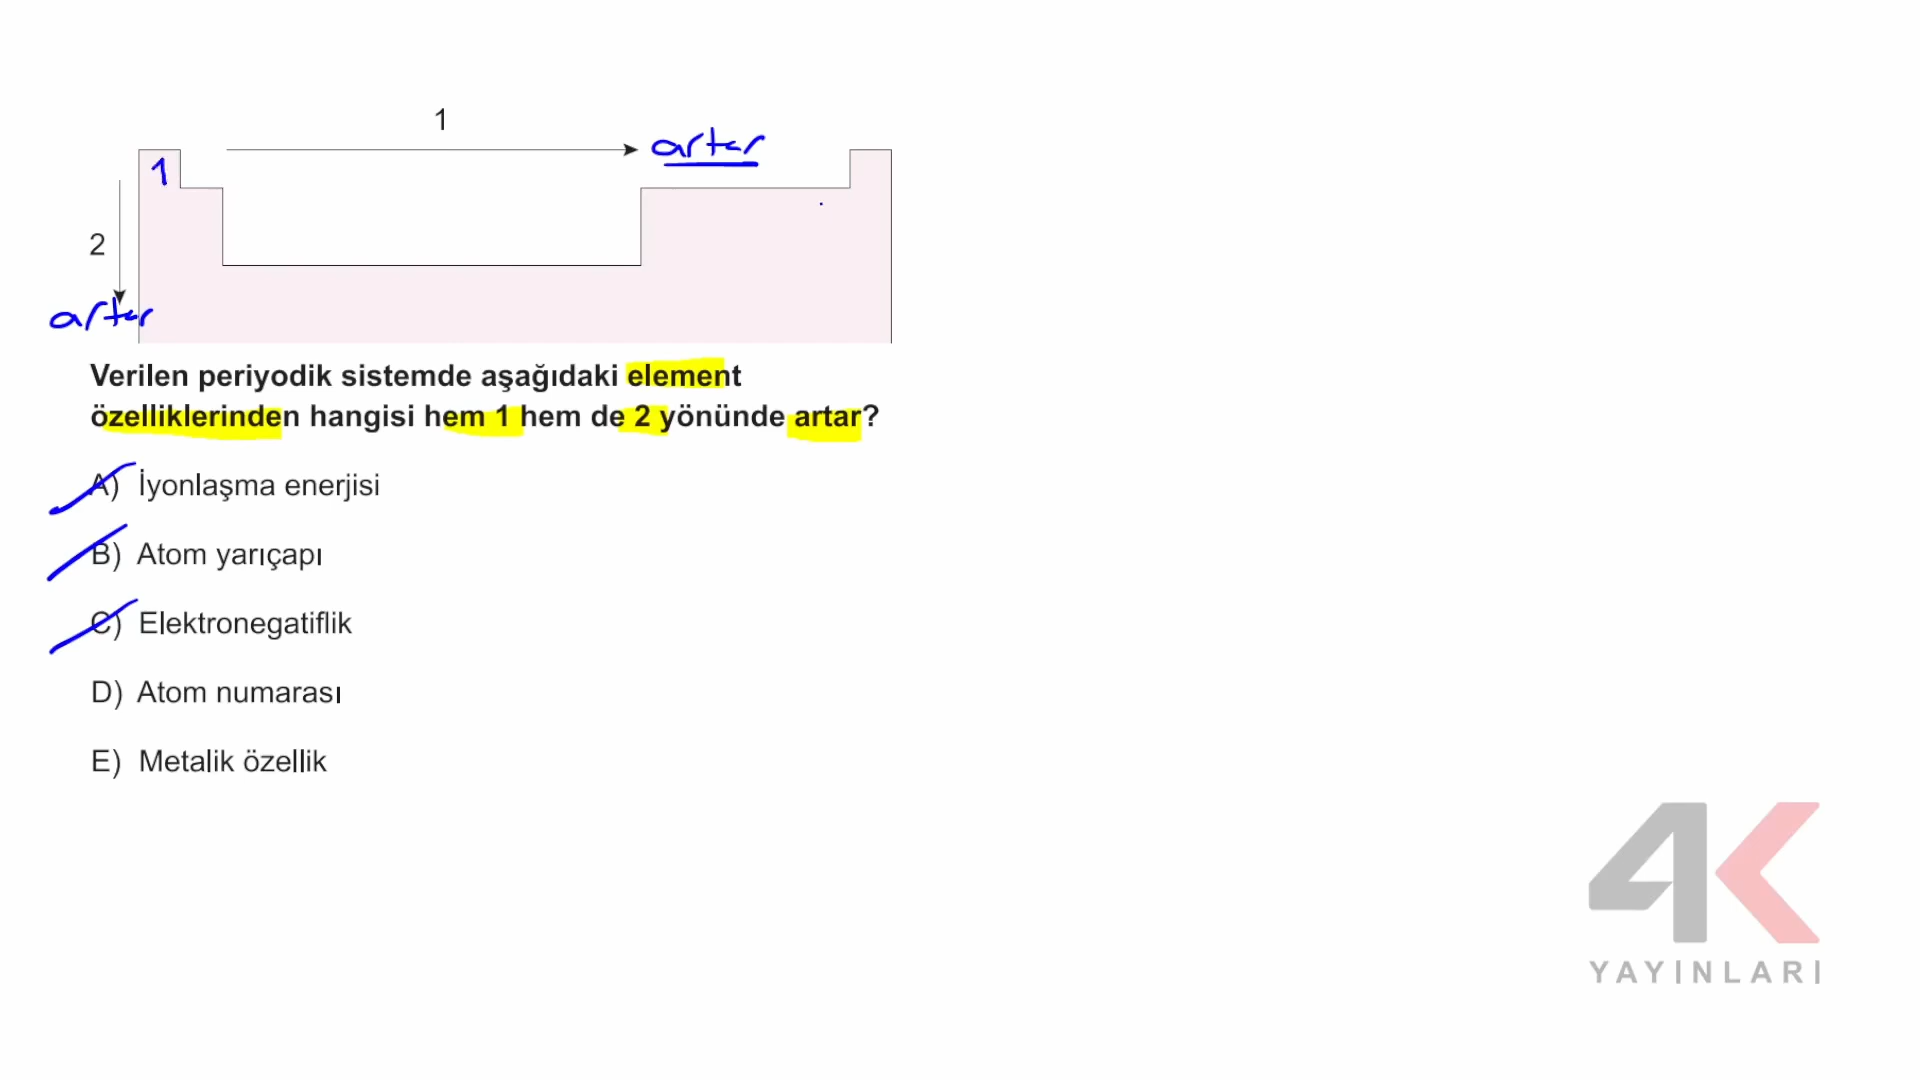 1
artar
1
2
artar
Verilen periyodik sistemde aşağıdaki element
özelliklerinden hangisi hem 1 hem de 2 yönünde artar?
A) İyonlaşma enerjisi
B) Atom yarıçapı
C) Elektronegatiflik
D) Atom numarası
E) Metalik özellik
4K
YAYINLARI